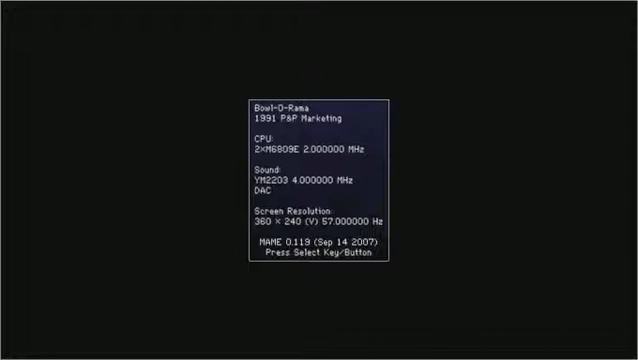 Bowl-O-Rama
1991 P&P Marketing
CPU:
2×M6809E 2.000000 MHz
Sound:
YM2203 4.000000 MHz
DAC
Screen Resolution:
360 × 240 (V) 57.000000 Hz
MAME 0.119 (Sep 14 2007)
Press Select Key/Button